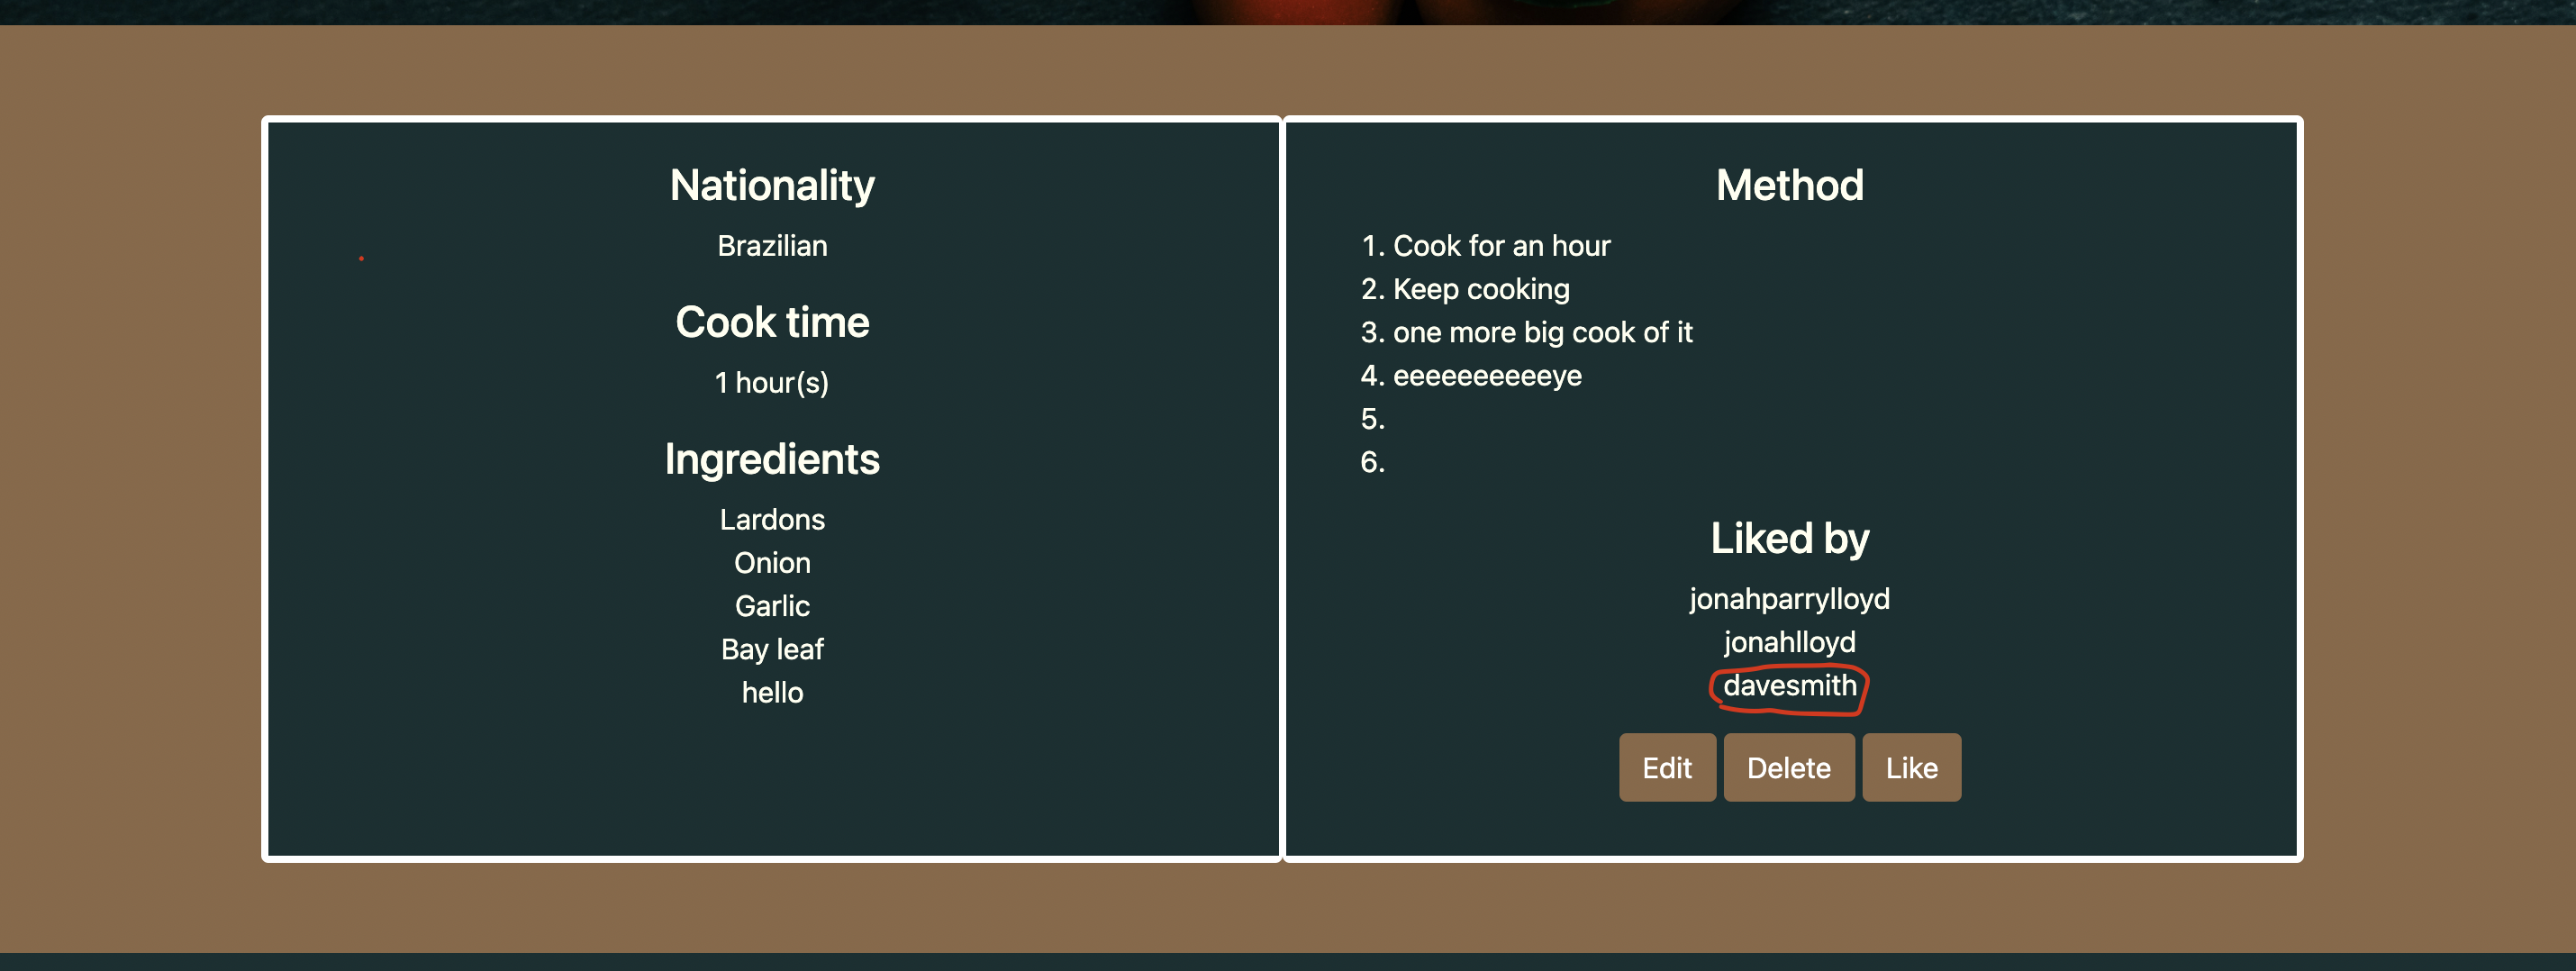 Nationality
Brazilian
Cook time
1 hour(s)
Ingredients
Lardons
Onion
Garlic
Bay leaf
hello
Method
1. Cook for an hour
2. Keep cooking
3. one more big cook of it
4. eeeeeeeeeeye
5.
6.
Liked by
jonahparrylloyd
jonahlloyd
davesmith
Edit Delete Like